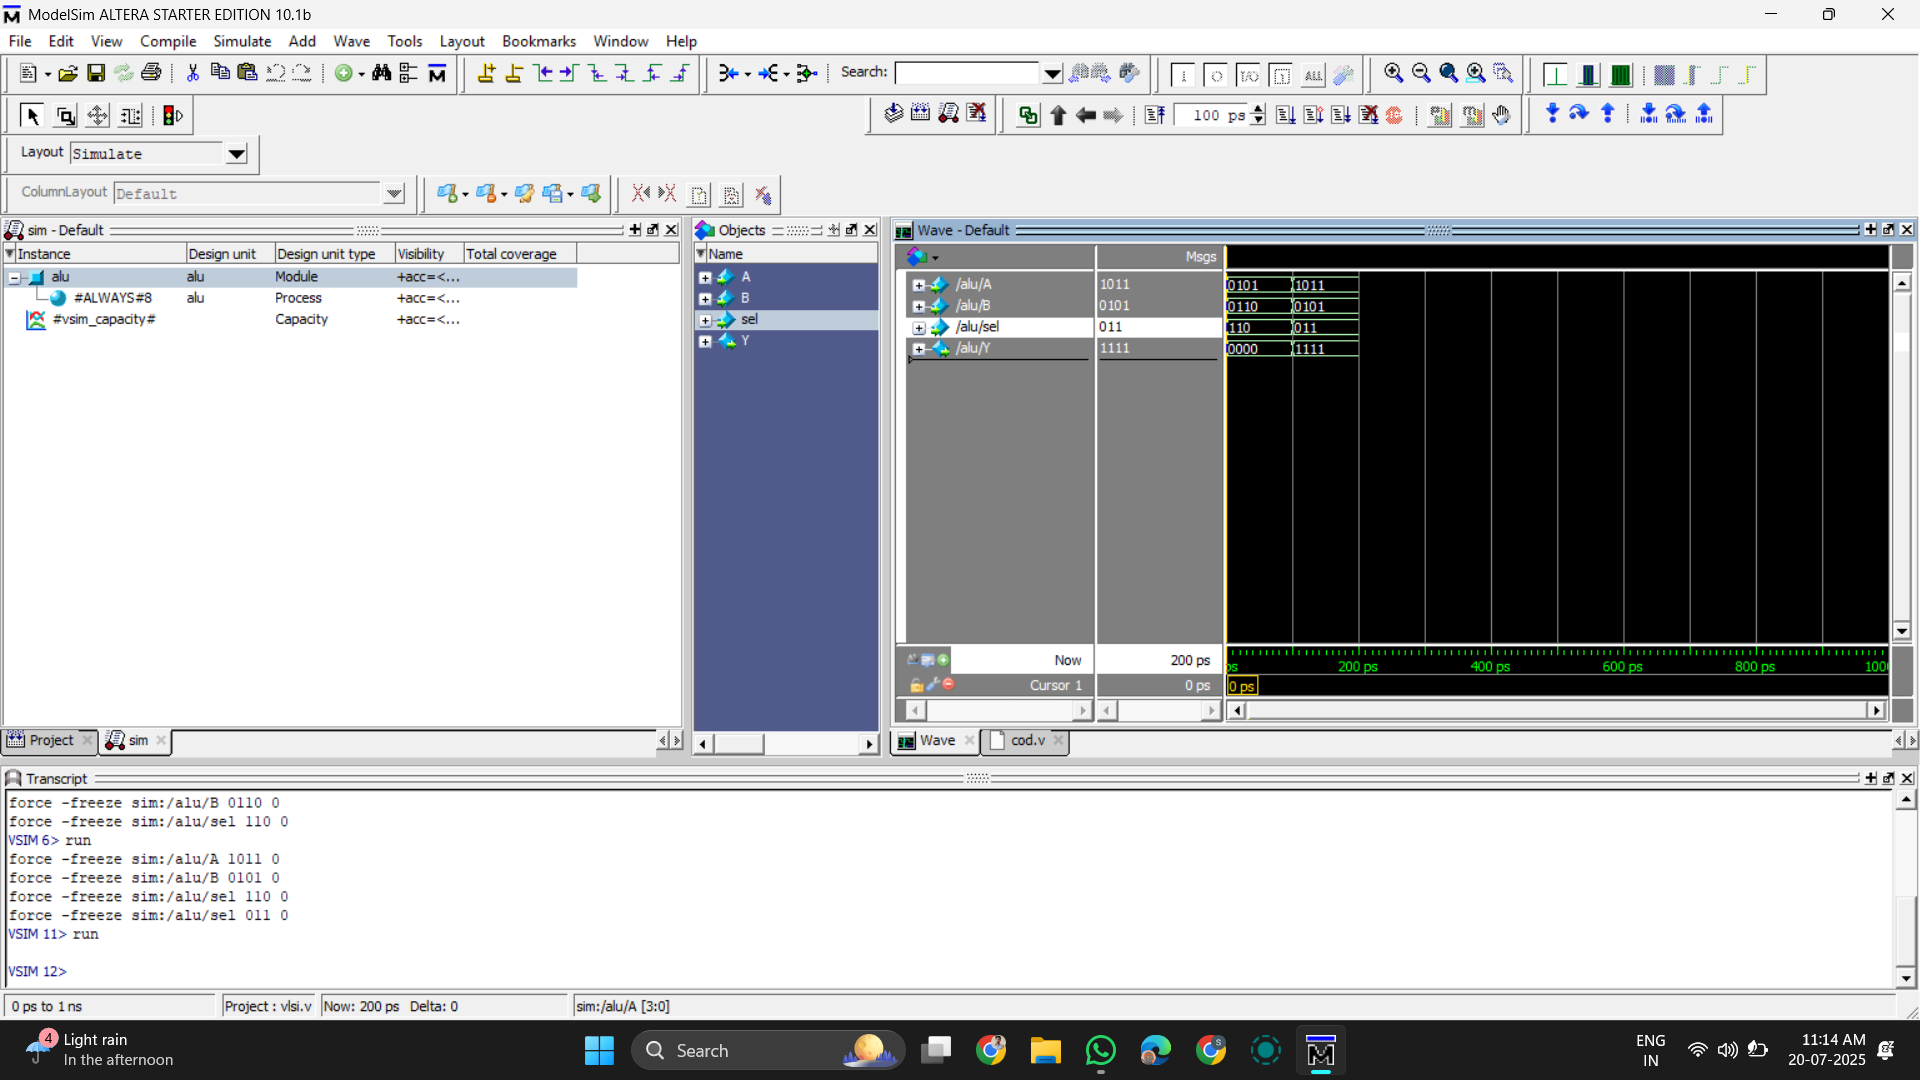 ModelSim ALTERA STARTER EDITION 10.1b
File Edit View Compile Simulate Add Wave Tools Layout Bookmarks Window Help
Search:
ALL
100 ps
Layout Simulate
ColumnLayout Default
sim - Default
Instance Design unit Design unit type Visibility Total coverage
alu alu Module +acc=<...
#ALWAYS#8 alu Process +acc=<...
#vsim_capacity# Capacity +acc=<...
Project sim
Objects
Name
A
B
sel
Y
Wave - Default
Msgs
/alu/A 1011 0101 1011
/alu/B 0101 0110 0101
/alu/sel 011 110 011
/alu/Y 1111 0000 1111
Now 200 ps ps 200 ps 400 ps 600 ps 800 ps 100
Cursor 1 0 ps 0 ps
Wave cod.v
Transcript
force -freeze sim:/alu/B 0110 0
force -freeze sim:/alu/sel 110 0
VSIM 6> run
force -freeze sim:/alu/A 1011 0
force -freeze sim:/alu/B 0101 0
force -freeze sim:/alu/sel 110 0
force -freeze sim:/alu/sel 011 0
VSIM 11> run
VSIM 12>
0 ps to 1 ns Project : vlsi.v Now: 200 ps Delta: 0 sim:/alu/A [3:0]
4 Light rain
In the afternoon
Search
ENG
IN
11:14 AM
20-07-2025